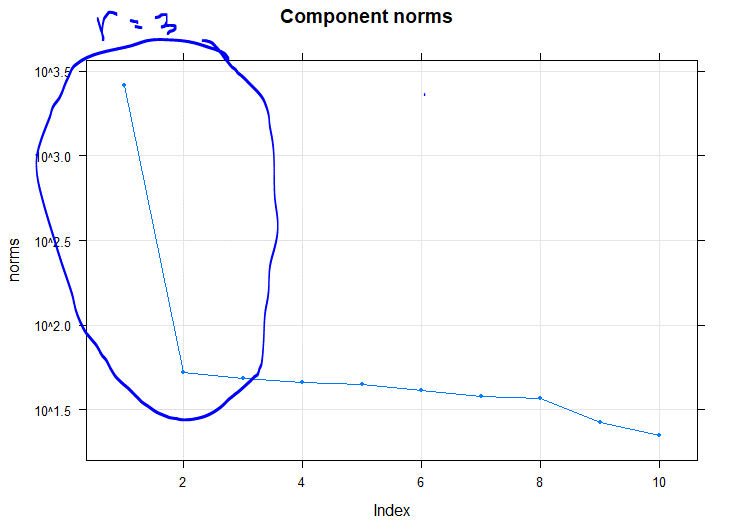 r = 3
Component norms
10^3.5
10^3.0
10^2.5
10^2.0
10^1.5
norms
2 4 6 8 10
Index